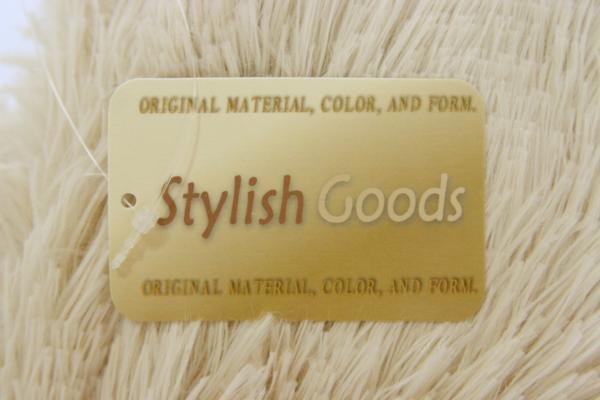 ORIGINAL MATERIAL, COLOR, AND FORM.
Stylish Goods
ORIGINAL MATERIAL, COLOR, AND FORM.